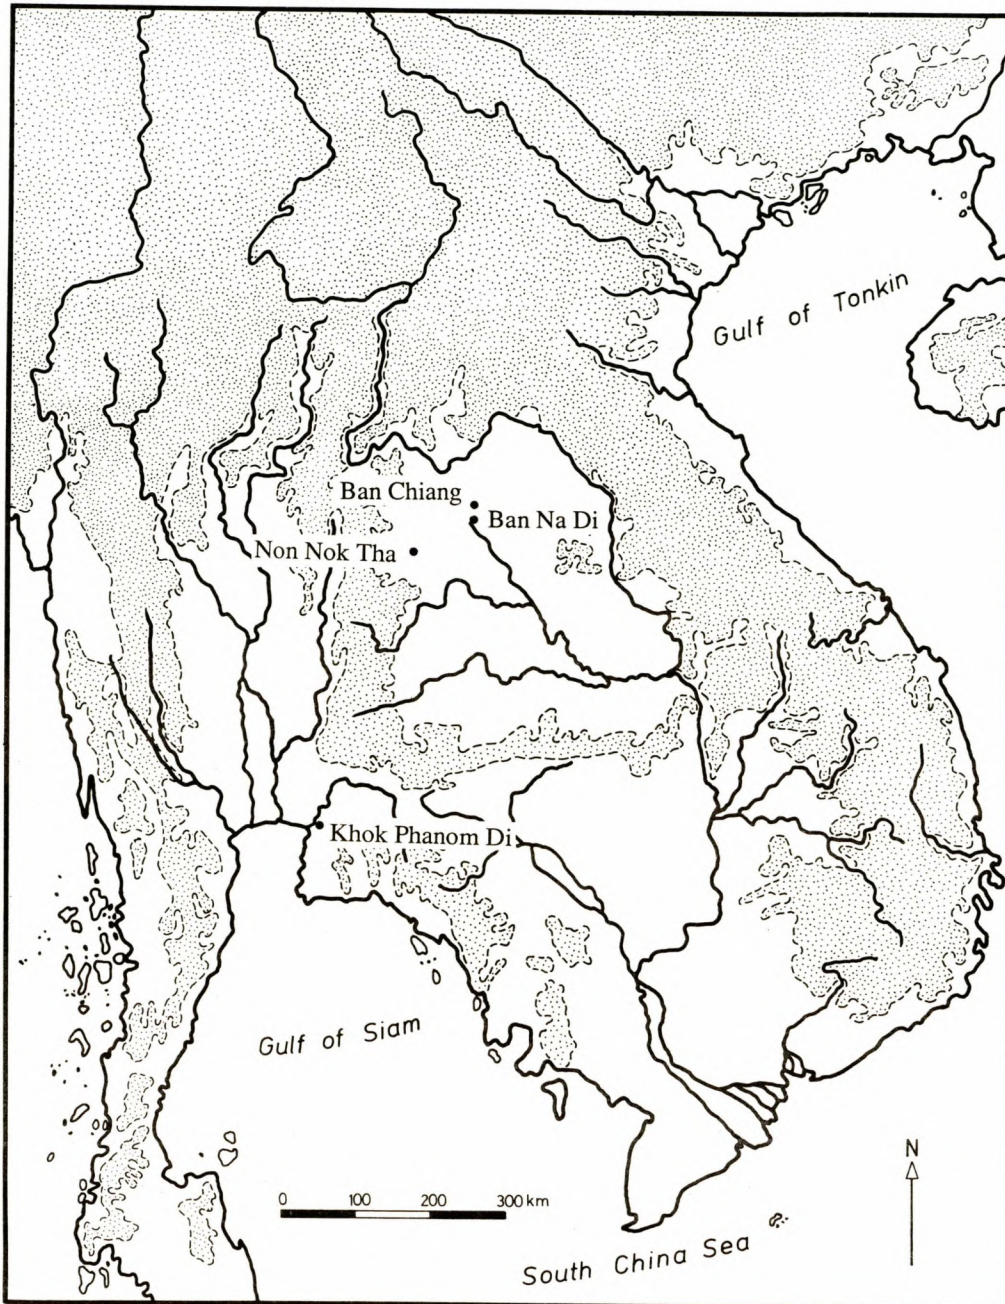 Gulf of Tonkin
Ban Chiang
Ban Na Di
Non Nok Tha
Khok Phanom Di
Gulf of Siam
N
0 100 200 300 km
South China Sea